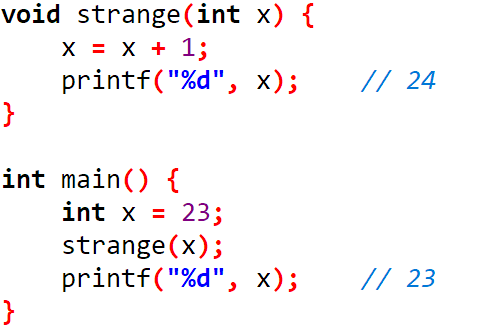 void strange(int x) {
    x = x + 1;
    printf("%d", x);    // 24
}

int main() {
    int x = 23;
    strange(x);
    printf("%d", x);    // 23
}